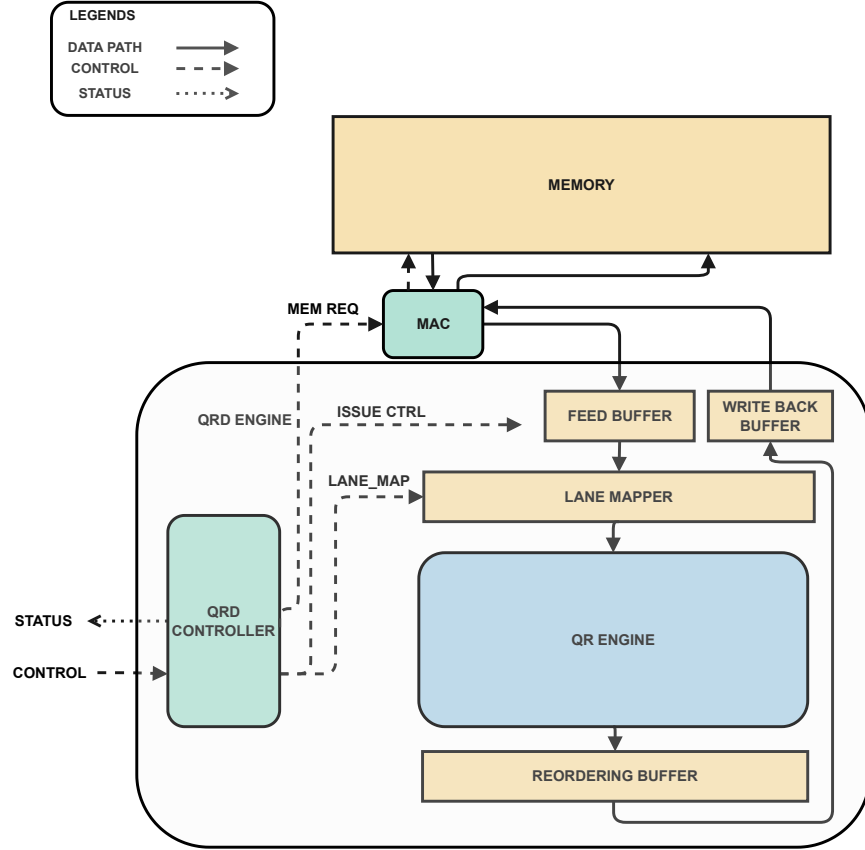 LEGENDS
DATA PATH
CONTROL
STATUS
MEMORY
MAC
MEM REQ
QRD ENGINE
ISSUE CTRL
FEED BUFFER
WRITE BACK
BUFFER
LANE_MAP
LANE MAPPER
QRD
CONTROLLER
STATUS
CONTROL
QR ENGINE
REORDERING BUFFER